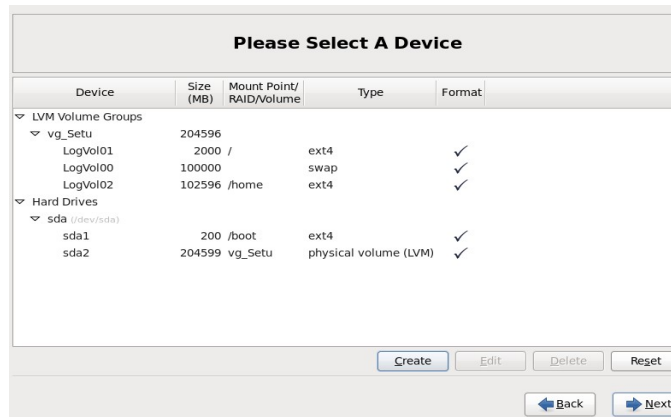 Please Select A Device
Device Size (MB) Mount Point/ RAID/Volume Type Format
LVM Volume Groups
vg_Setu 204596
LogVol01 2000 / ext4
LogVol00 100000 swap
LogVol02 102596 /home ext4
Hard Drives
sda (/dev/sda)
sda1 200 /boot ext4
sda2 204599 vg_Setu physical volume (LVM)
Create Edit Delete Reset
Back Next